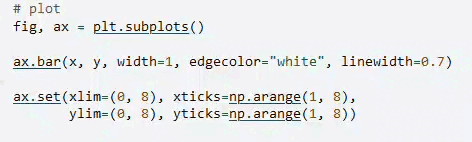 # plot
fig, ax = plt.subplots()
ax.bar(x, y, width=1, edgecolor="white", linewidth=0.7)
ax.set(xlim=(0, 8), xticks=np.arange(1, 8),
ylim=(0, 8), yticks=np.arange(1, 8))